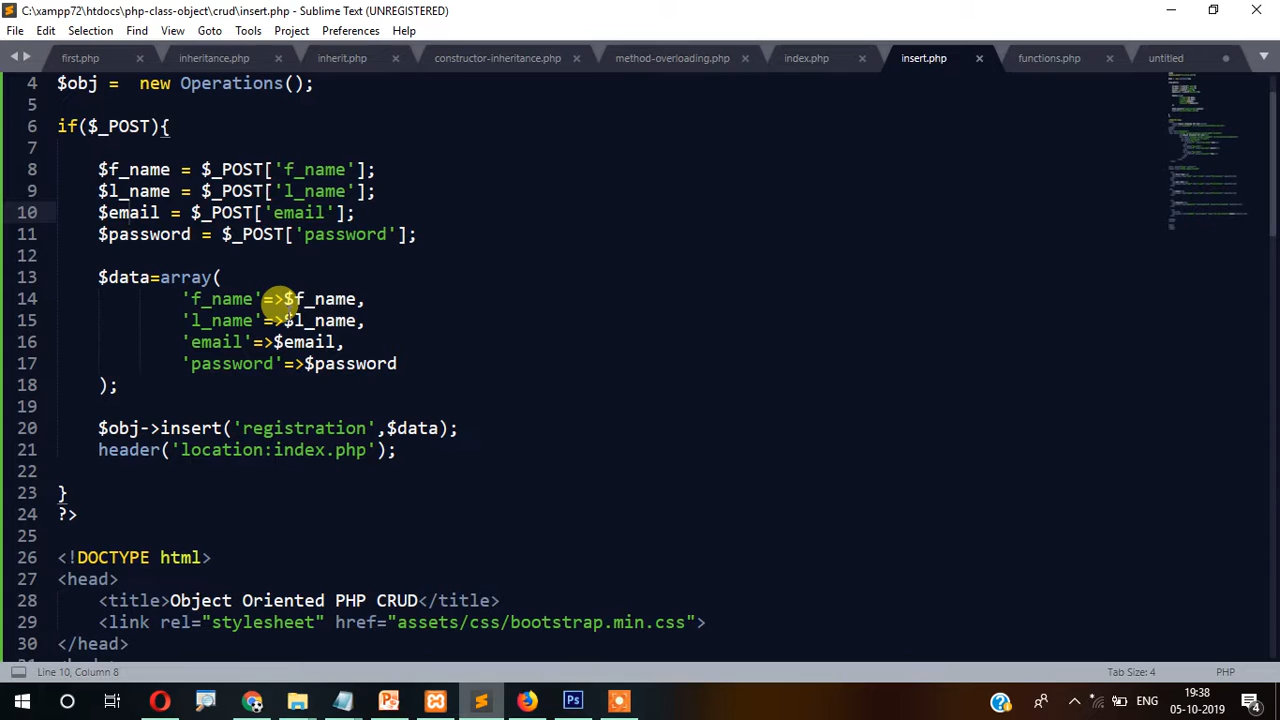 C:\xampp72\htdocs\php-class-object\crud\insert.php - Sublime Text (UNREGISTERED)
File Edit Selection Find View Goto Tools Project Preferences Help
first.php inheritance.php inherit.php constructor-inheritance.php method-overloading.php index.php insert.php functions.php untitled
4 $obj =  new Operations();
5
6 if($_POST){
7
8 $f_name = $_POST['f_name'];
9 $l_name = $_POST['l_name'];
10 $email = $_POST['email'];
11 $password = $_POST['password'];
12
13 $data=array(
14 'f_name'=>$f_name,
15 'l_name'=>$l_name,
16 'email'=>$email,
17 'password'=>$password
18 );
19
20 $obj->insert('registration',$data);
21 header('location:index.php');
22
23 }
24 ?>
25
26 <!DOCTYPE html>
27 <head>
28 <title>Object Oriented PHP CRUD</title>
29 <link rel="stylesheet" href="assets/css/bootstrap.min.css">
30 </head>
Line 10, Column 8 Tab Size: 4 PHP
ENG 19:38
05-10-2019 4